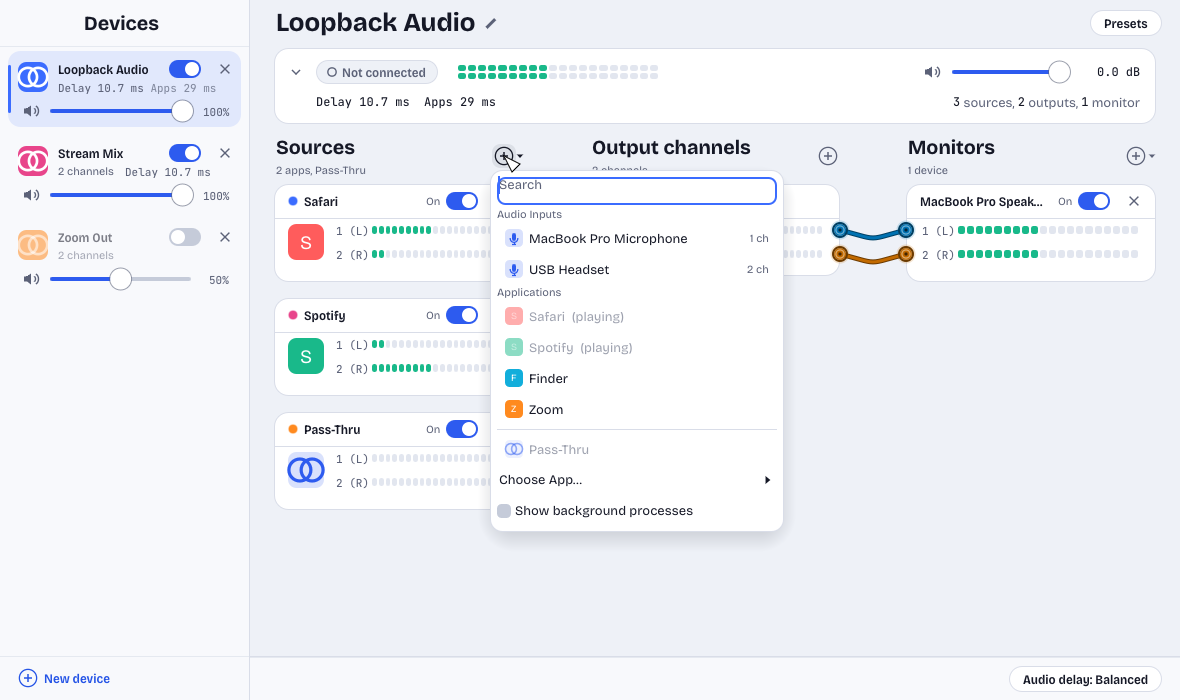 Devices
Loopback Audio
Delay 10.7 ms Apps 29 ms
100%
Stream Mix
2 channels Delay 10.7 ms
100%
Zoom Out
2 channels
50%
New device
Loopback Audio
Presets
Not connected
0.0 dB
Delay 10.7 ms Apps 29 ms
3 sources, 2 outputs, 1 monitor
Sources
2 apps, Pass-Thru
Safari
On
S
1 (L)
2 (R)
Spotify
On
S
1 (L)
2 (R)
Pass-Thru
On
1 (L)
2 (R)
Output channels
2 channels
Search
Audio Inputs
MacBook Pro Microphone 1 ch
USB Headset 2 ch
Applications
S Safari (playing)
S Spotify (playing)
F Finder
Z Zoom
Pass-Thru
Choose App...
Show background processes
Monitors
1 device
MacBook Pro Speak... On
1 (L)
2 (R)
Audio delay: Balanced